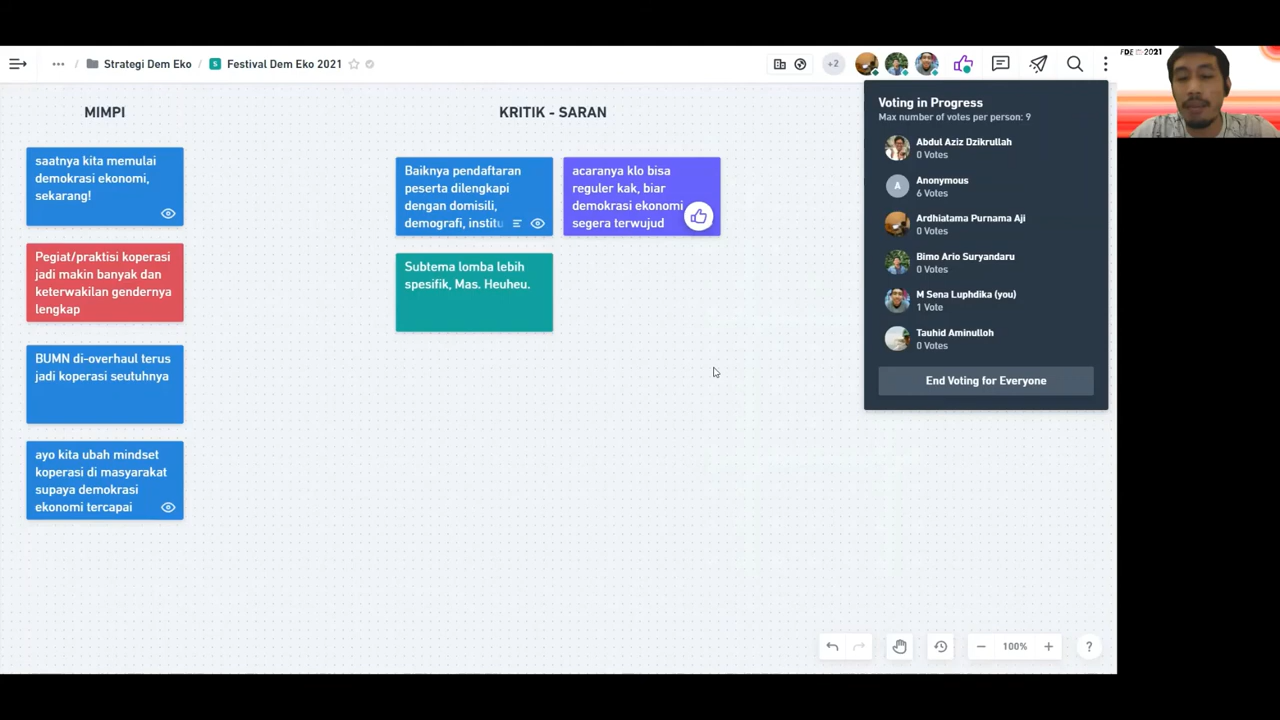 ... / Strategi Dem Eko / S Festival Dem Eko 2021
+2
FDE 2021
MIMPI
KRITIK - SARAN
saatnya kita memulai
demokrasi ekonomi,
sekarang!
Pegiat/praktisi koperasi
jadi makin banyak dan
keterwakilan gendernya
lengkap
BUMN di-overhaul terus
jadi koperasi seutuhnya
ayo kita ubah mindset
koperasi di masyarakat
supaya demokrasi
ekonomi tercapai
Baiknya pendaftaran
peserta dilengkapi
dengan domisili,
demografi, institu
acaranya klo bisa
reguler kak, biar
demokrasi ekonomi
segera terwujud
Subtema lomba lebih
spesifik, Mas. Heuheu.
Voting in Progress
Max number of votes per person: 9
Abdul Aziz Dzikrullah
0 Votes
A
Anonymous
6 Votes
Ardhiatama Purnama Aji
0 Votes
Bimo Ario Suryandaru
0 Votes
M Sena Luphdika (you)
1 Vote
Tauhid Aminulloh
0 Votes
End Voting for Everyone
100%
?